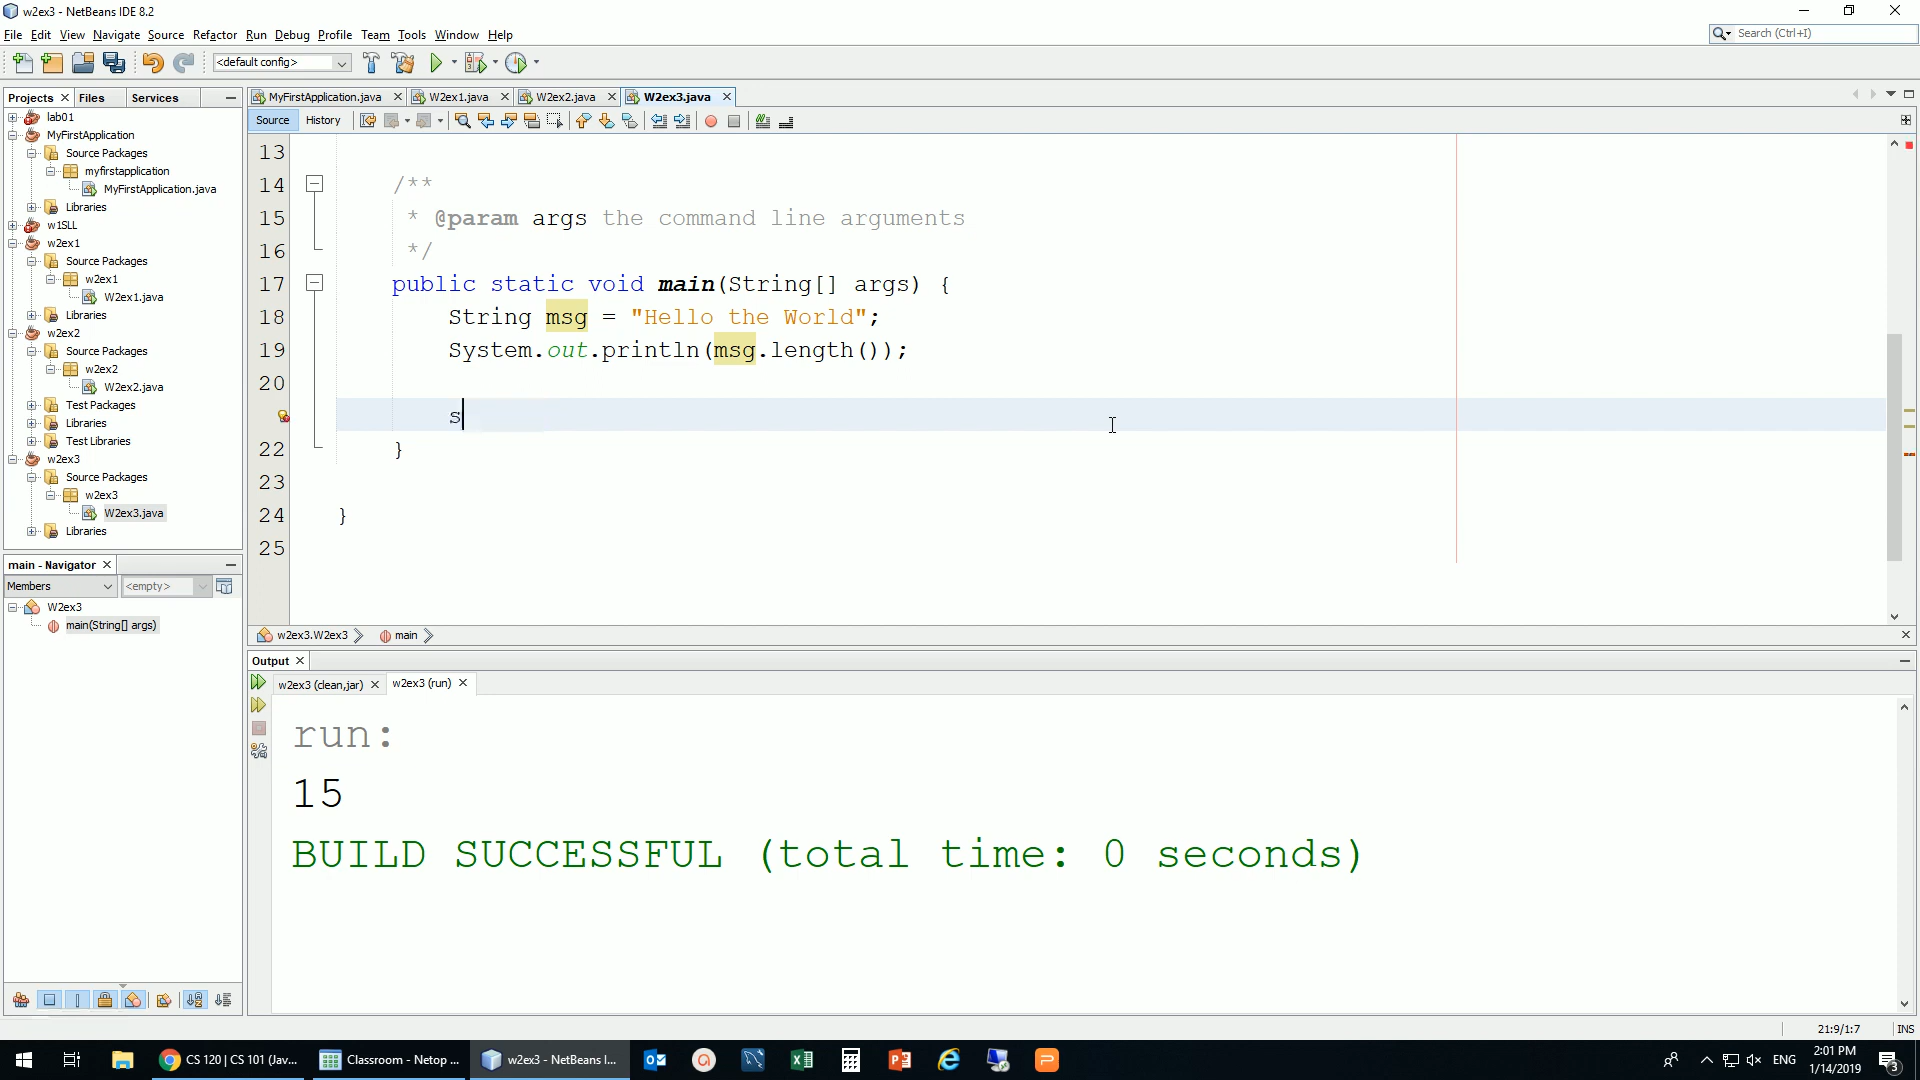 w2ex3 - NetBeans IDE 8.2
File Edit View Navigate Source Refactor Run Debug Profile Team Tools Window Help
Search (Ctrl+I)
<default config>
Projects Files Services
MyFirstApplication.java W2ex1.java W2ex2.java W2ex3.java
Source History
lab01
MyFirstApplication
Source Packages
myfirstapplication
MyFirstApplication.java
Libraries
w1SLL
w2ex1
Source Packages
w2ex1
W2ex1.java
Libraries
w2ex2
Source Packages
w2ex2
W2ex2.java
Test Packages
Libraries
Test Libraries
w2ex3
Source Packages
w2ex3
W2ex3.java
Libraries
13
14 /**
15 * @param args the command line arguments
16 */
17 public static void main(String[] args) {
18 String msg = "Hello the World";
19 System.out.println(msg.length());
20
s
22 }
23
24 }
25
w2ex3.W2ex3 main
main - Navigator
Members <empty>
W2ex3
main(String[] args)
Output
w2ex3 (clean,jar) w2ex3 (run)
run:
15
BUILD SUCCESSFUL (total time: 0 seconds)
21:9/1:7 INS
CS 120 | CS 101 (Jav... Classroom - Netop ... w2ex3 - NetBeans I...
ENG
2:01 PM
1/14/2019
3